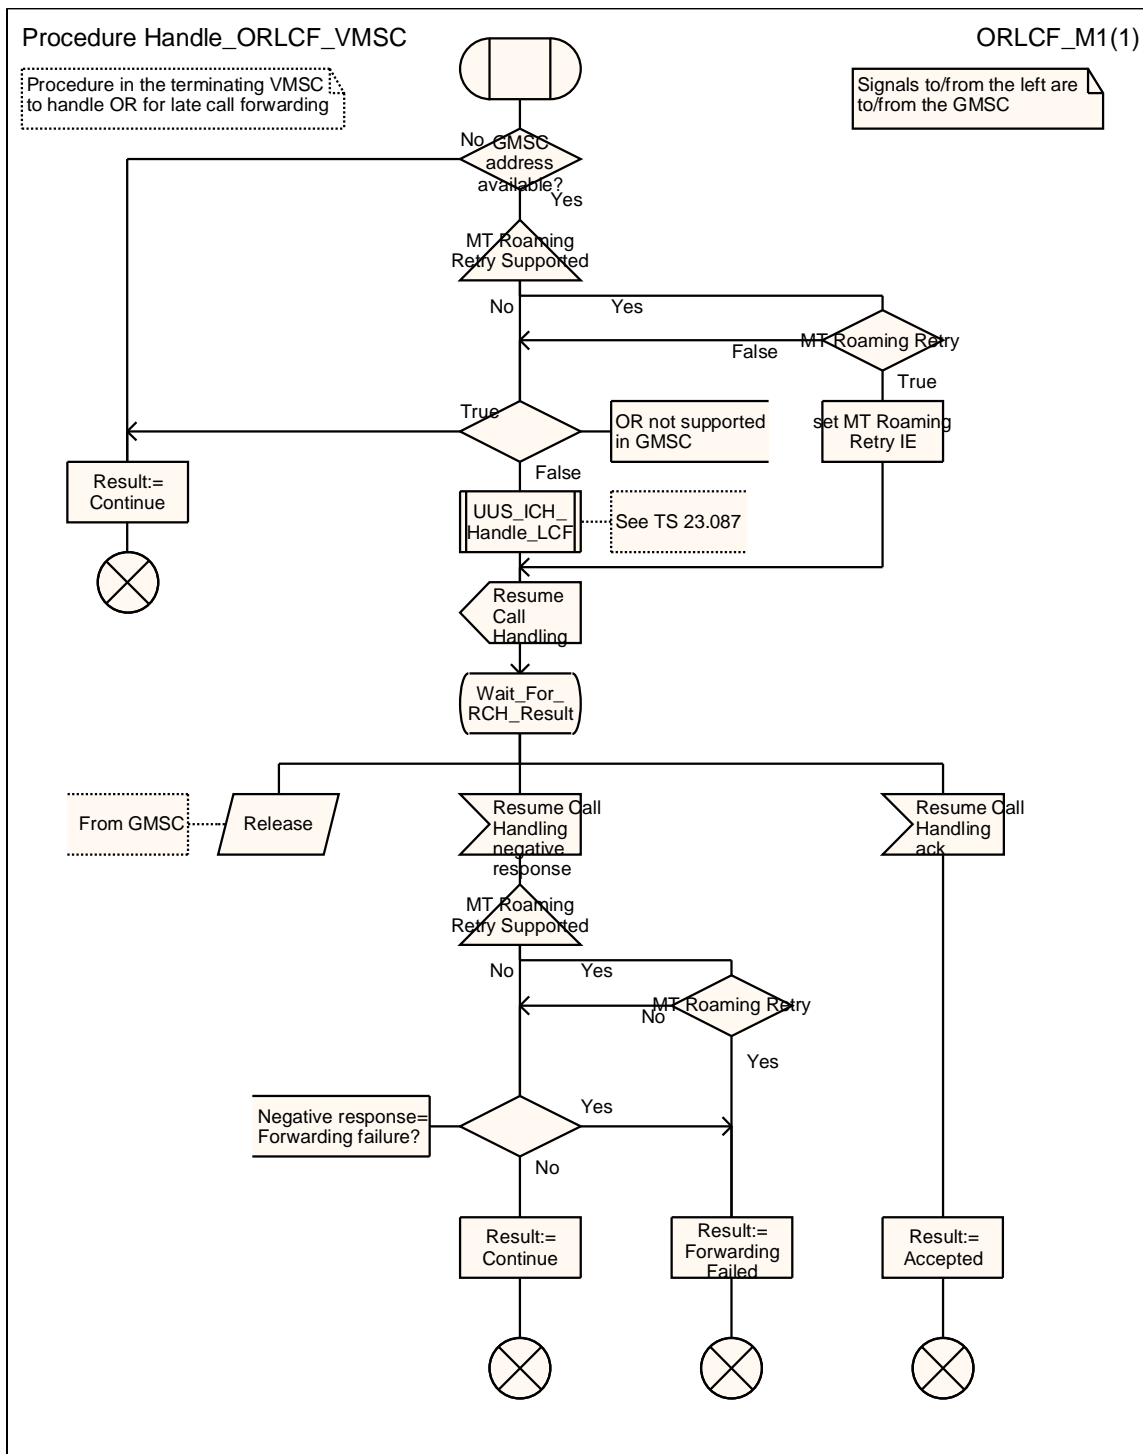 Procedure Handle_ORLCF_VMSC
ORLCF_M1(1)
Procedure in the terminating VMSC
to handle OR for late call forwarding
Signals to/from the left are
to/from the GMSC
No
GMSC
address
available?
Yes
MT Roaming
Retry Supported
No
Yes
MT Roaming Retry
False
True
True
OR not supported
in GMSC
set MT Roaming
Retry IE
False
Result:=
Continue
UUS_ICH_
Handle_LCF
See TS 23.087
Resume
Call
Handling
Wait_For_
RCH_Result
From GMSC
Release
Resume Call
Handling
negative
response
Resume Call
Handling
ack
MT Roaming
Retry Supported
No
Yes
MT Roaming Retry
No
Yes
Negative response=
Forwarding failure?
Yes
No
Result:=
Continue
Result:=
Forwarding
Failed
Result:=
Accepted